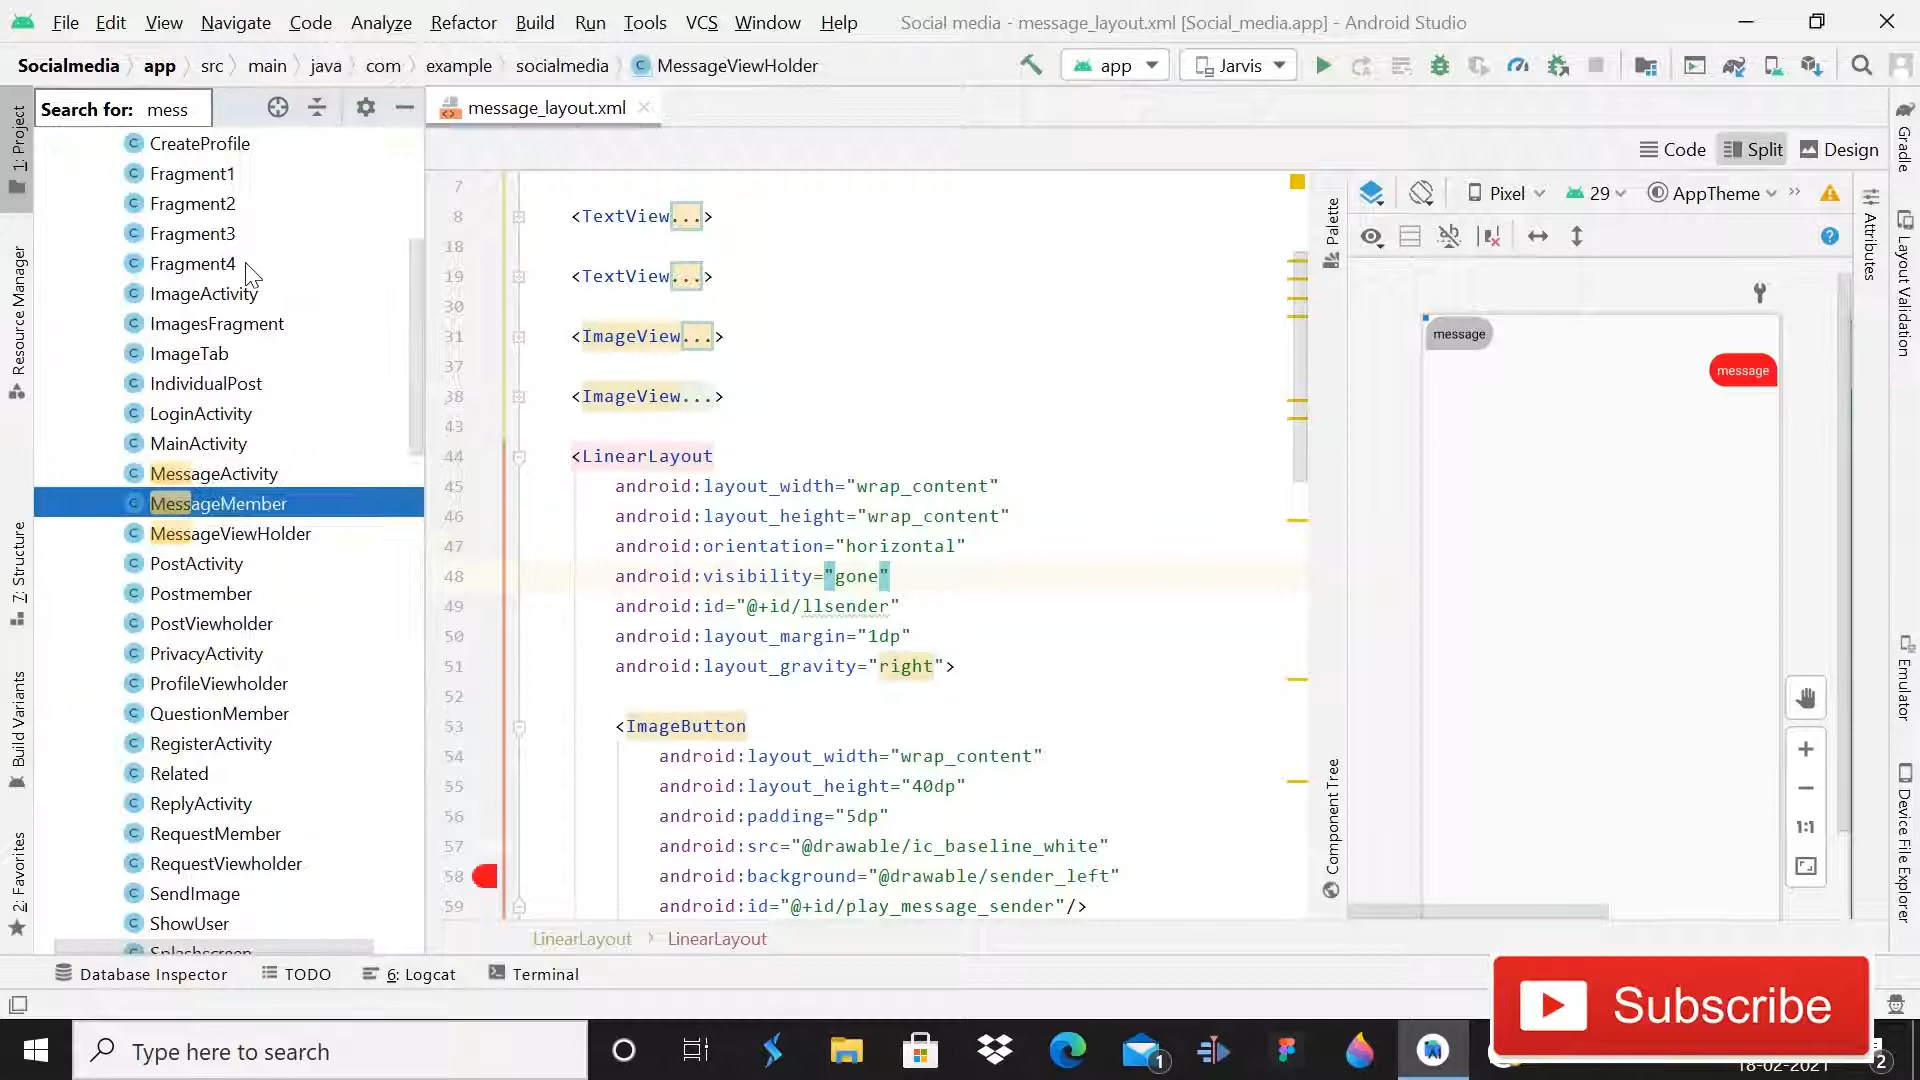 File Edit View Navigate Code Analyze Refactor Build Run Tools VCS Window Help Social media - message_layout.xml [Social_media.app] - Android Studio
Socialmedia app src main java com example socialmedia MessageViewHolder app Jarvis
Search for: mess
message_layout.xml
Code Split Design
1: Project
Resource Manager
7: Structure
Build Variants
2: Favorites
CreateProfile
Fragment1
Fragment2
Fragment3
Fragment4
ImageActivity
ImagesFragment
ImageTab
IndividualPost
LoginActivity
MainActivity
MessageActivity
MessageMember
MessageViewHolder
PostActivity
Postmember
PostViewholder
PrivacyActivity
ProfileViewholder
QuestionMember
RegisterActivity
Related
ReplyActivity
RequestMember
RequestViewholder
SendImage
ShowUser
Splashscreen
7
8 <TextView...>
18
19 <TextView...>
30
31 <ImageView...>
37
38 <ImageView...>
43
44 <LinearLayout
45 android:layout_width="wrap_content"
46 android:layout_height="wrap_content"
47 android:orientation="horizontal"
48 android:visibility="gone"
49 android:id="@+id/llsender"
50 android:layout_margin="1dp"
51 android:layout_gravity="right">
52
53 <ImageButton
54 android:layout_width="wrap_content"
55 android:layout_height="40dp"
56 android:padding="5dp"
57 android:src="@drawable/ic_baseline_white"
58 android:background="@drawable/sender_left"
59 android:id="@+id/play_message_sender"/>
LinearLayout LinearLayout
Palette
Component Tree
Pixel 29 AppTheme
message
message
1:1
Attributes
Gradle
Layout Validation
Emulator
Device File Explorer
Database Inspector TODO 6: Logcat Terminal
Subscribe
Type here to search
1
18-02-2021
2